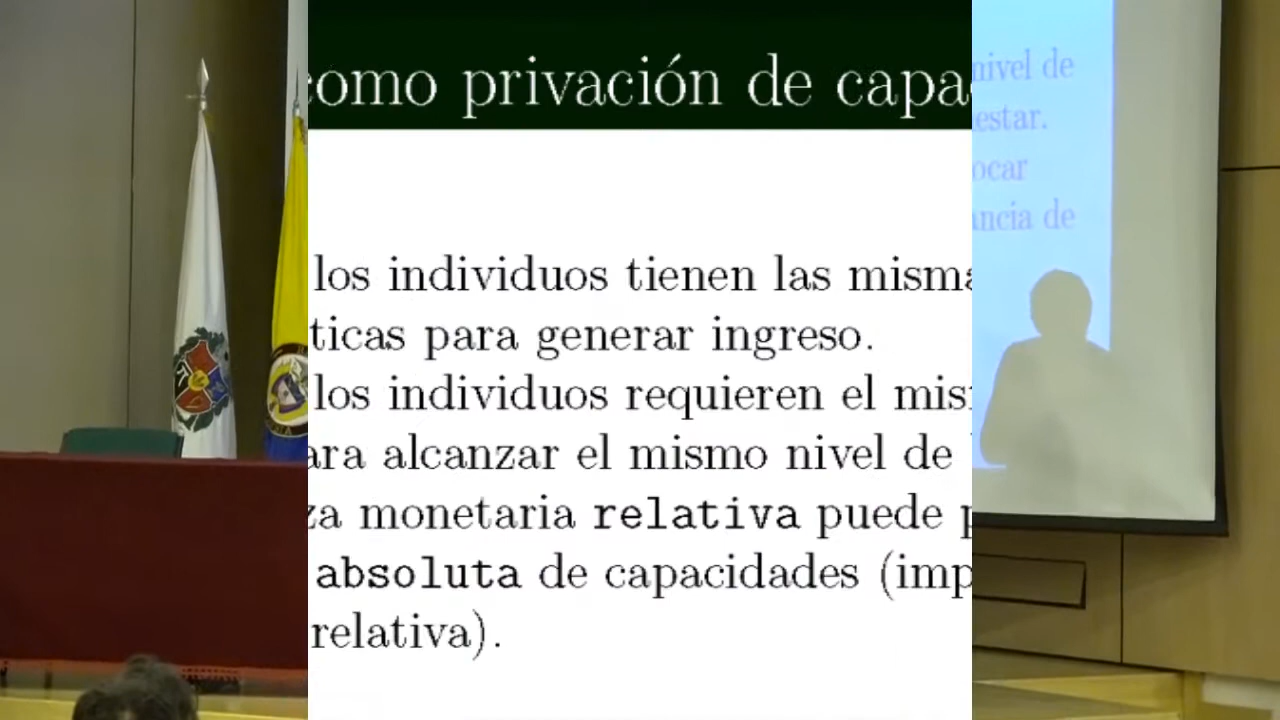 como privación de capac
los individuos tienen las misma
ticas para generar ingreso.
los individuos requieren el mis
ara alcanzar el mismo nivel de
za monetaria relativa puede p
absoluta de capacidades (imp
relativa).
nivel de
estar.
ocar
ancia de